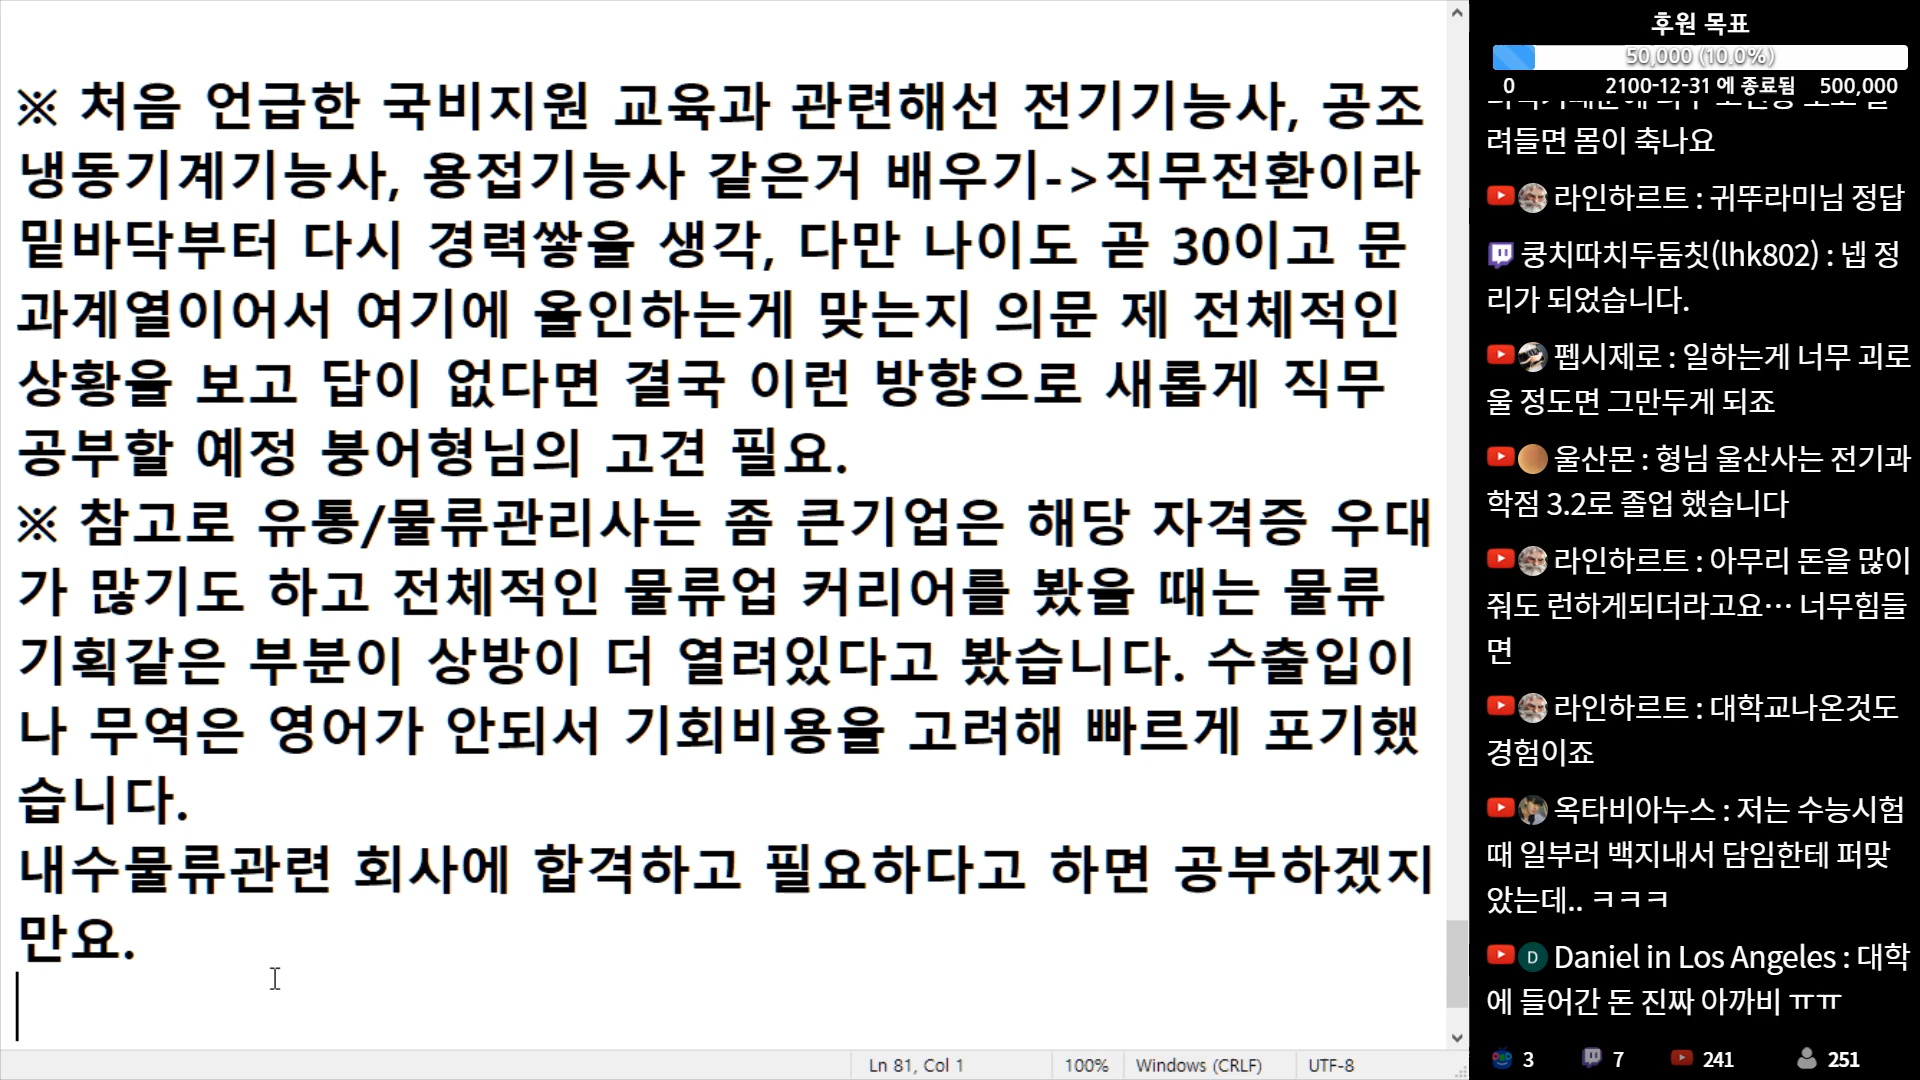 ※ 처음 언급한 국비지원 교육과 관련해선 전기기능사, 공조
냉동기계기능사, 용접기능사 같은거 배우기->직무전환이라
밑바닥부터 다시 경력쌓을 생각, 다만 나이도 곧 30이고 문
과계열이어서 여기에 올인하는게 맞는지 의문 제 전체적인
상황을 보고 답이 없다면 결국 이런 방향으로 새롭게 직무
공부할 예정 붕어형님의 고견 필요.
※ 참고로 유통/물류관리사는 좀 큰기업은 해당 자격증 우대
가 많기도 하고 전체적인 물류업 커리어를 봤을 때는 물류
기획같은 부분이 상방이 더 열려있다고 봤습니다. 수출입이
나 무역은 영어가 안되서 기회비용을 고려해 빠르게 포기했
습니다.
내수물류관련 회사에 합격하고 필요하다고 하면 공부하겠지
만요.
Ln 81, Col 1
100%
Windows (CRLF)
UTF-8
후원 목표
50,000 (10.0%)
0 2100-12-31 에 종료됨 500,000
려들면 몸이 축나요
라인하르트 : 귀뚜라미님 정답
쿵치따치두둠칫(lhk802) : 넵 정
리가 되었습니다.
펩시제로 : 일하는게 너무 괴로
울 정도면 그만두게 되죠
울산몬 : 형님 울산사는 전기과
학점 3.2로 졸업 했습니다
라인하르트 : 아무리 돈을 많이
줘도 런하게되더라고요… 너무힘들
면
라인하르트 : 대학교나온것도
경험이죠
옥타비아누스 : 저는 수능시험
때 일부러 백지내서 담임한테 퍼맞
았는데.. ㅋㅋㅋ
D Daniel in Los Angeles : 대학
에 들어간 돈 진짜 아까비 ㅠㅠ
3 7 241 251